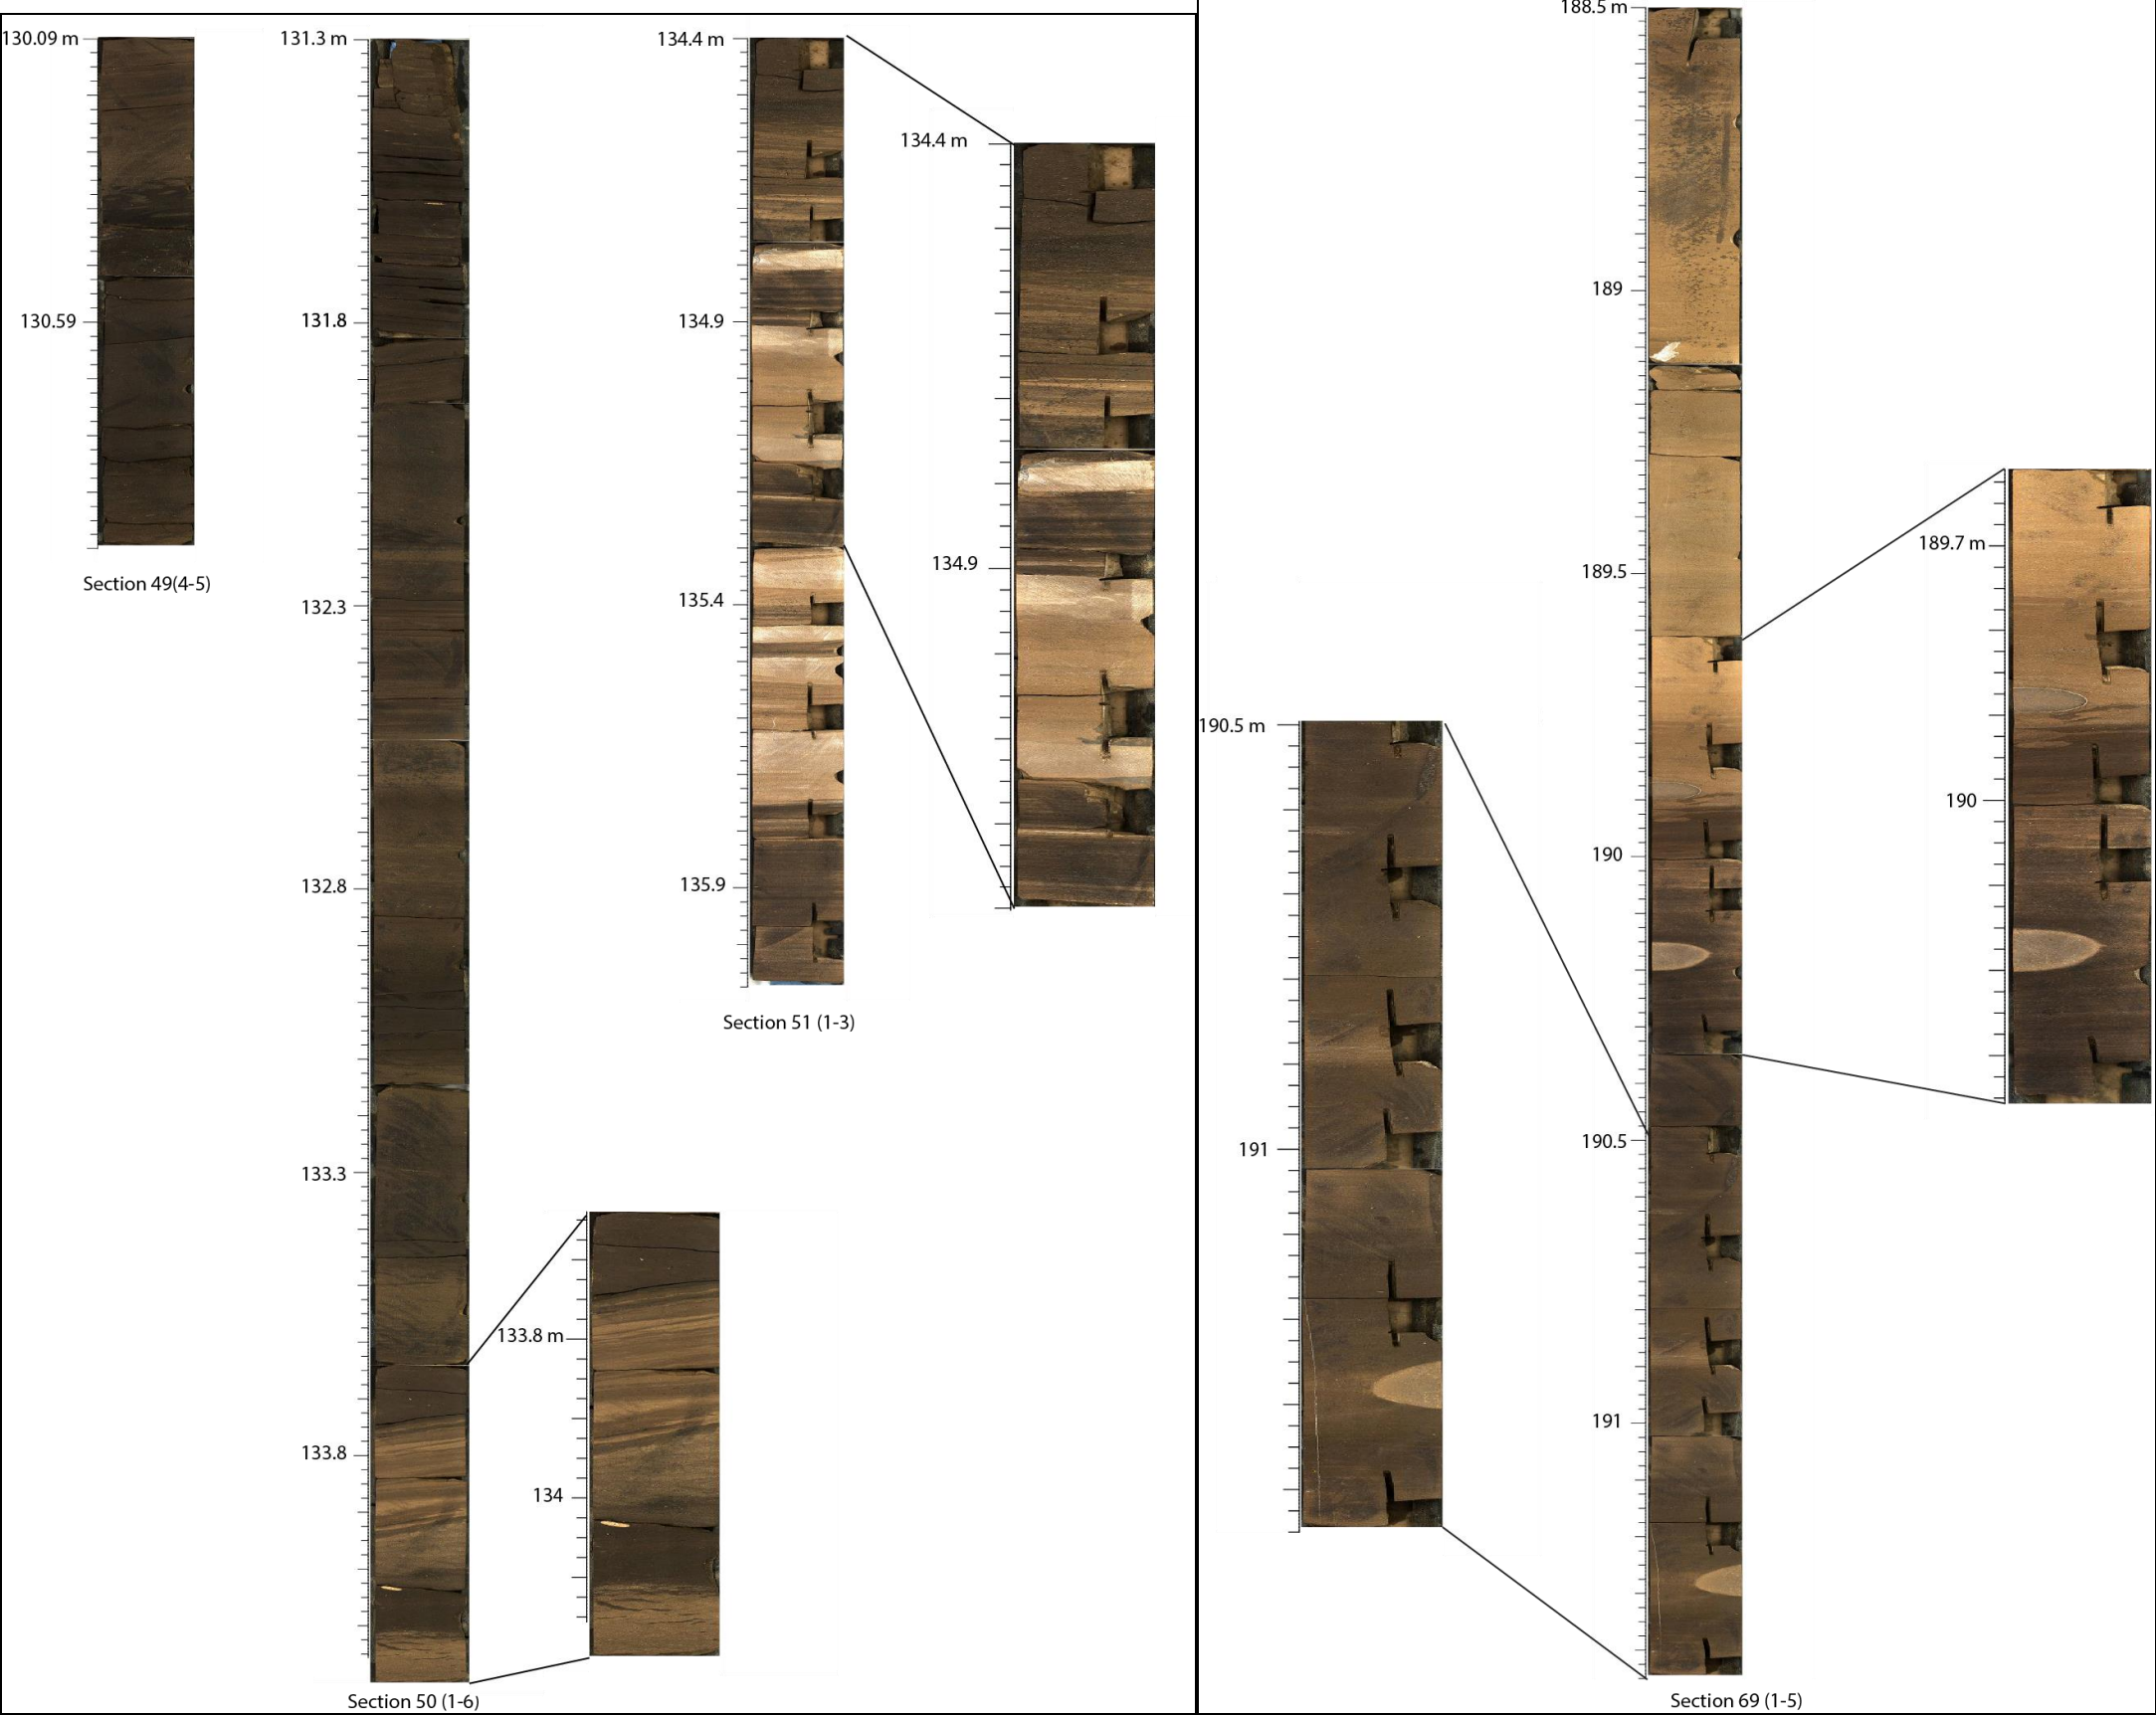 130.09 m
130.59
Section 49(4-5)
131.3 m
131.8
132.3
132.8
133.3
133.8
Section 50 (1-6)
133.8 m
134
134.4 m
134.9
135.4
135.9
Section 51 (1-3)
134.4 m
134.9
190.5 m
191
188.5 m
189
189.5
190
190.5
191
Section 69 (1-5)
189.7 m
190